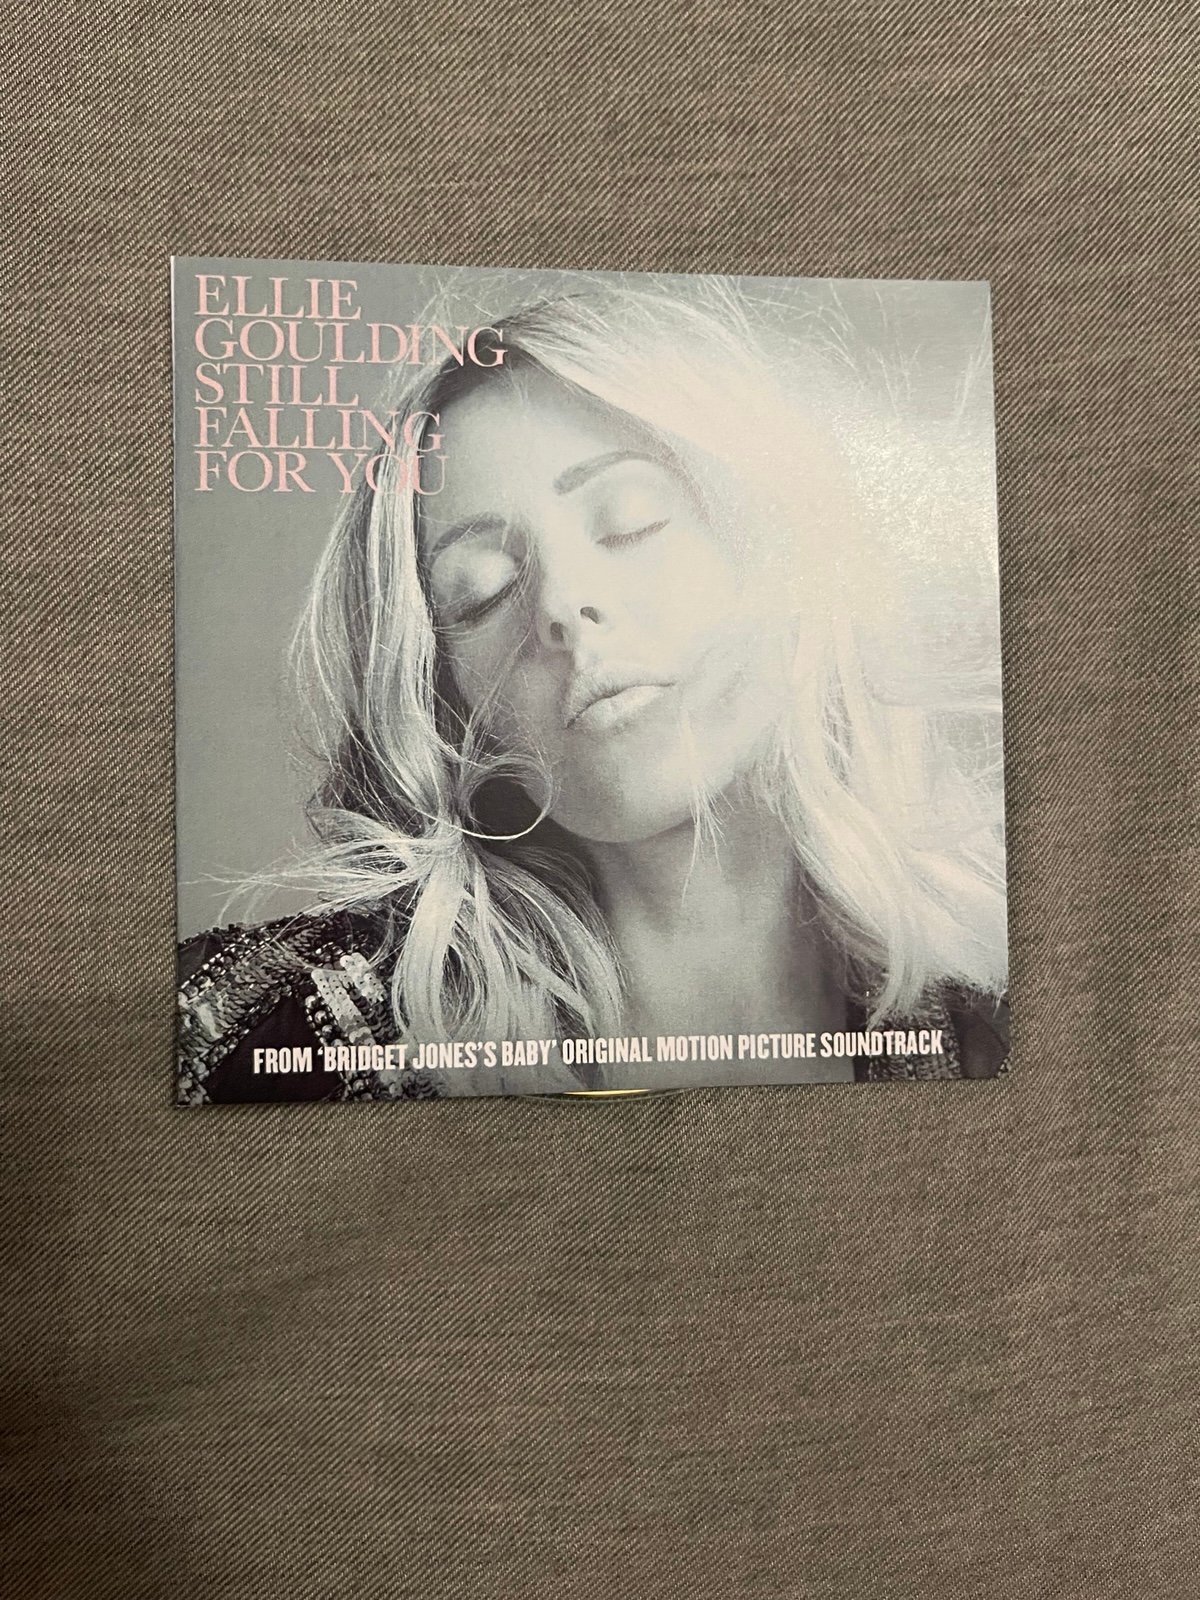 ELLIE
GOULDING
STILL
FALLING
FOR YOU
FROM ‘BRIDGET JONES’S BABY’ ORIGINAL MOTION PICTURE SOUNDTRACK